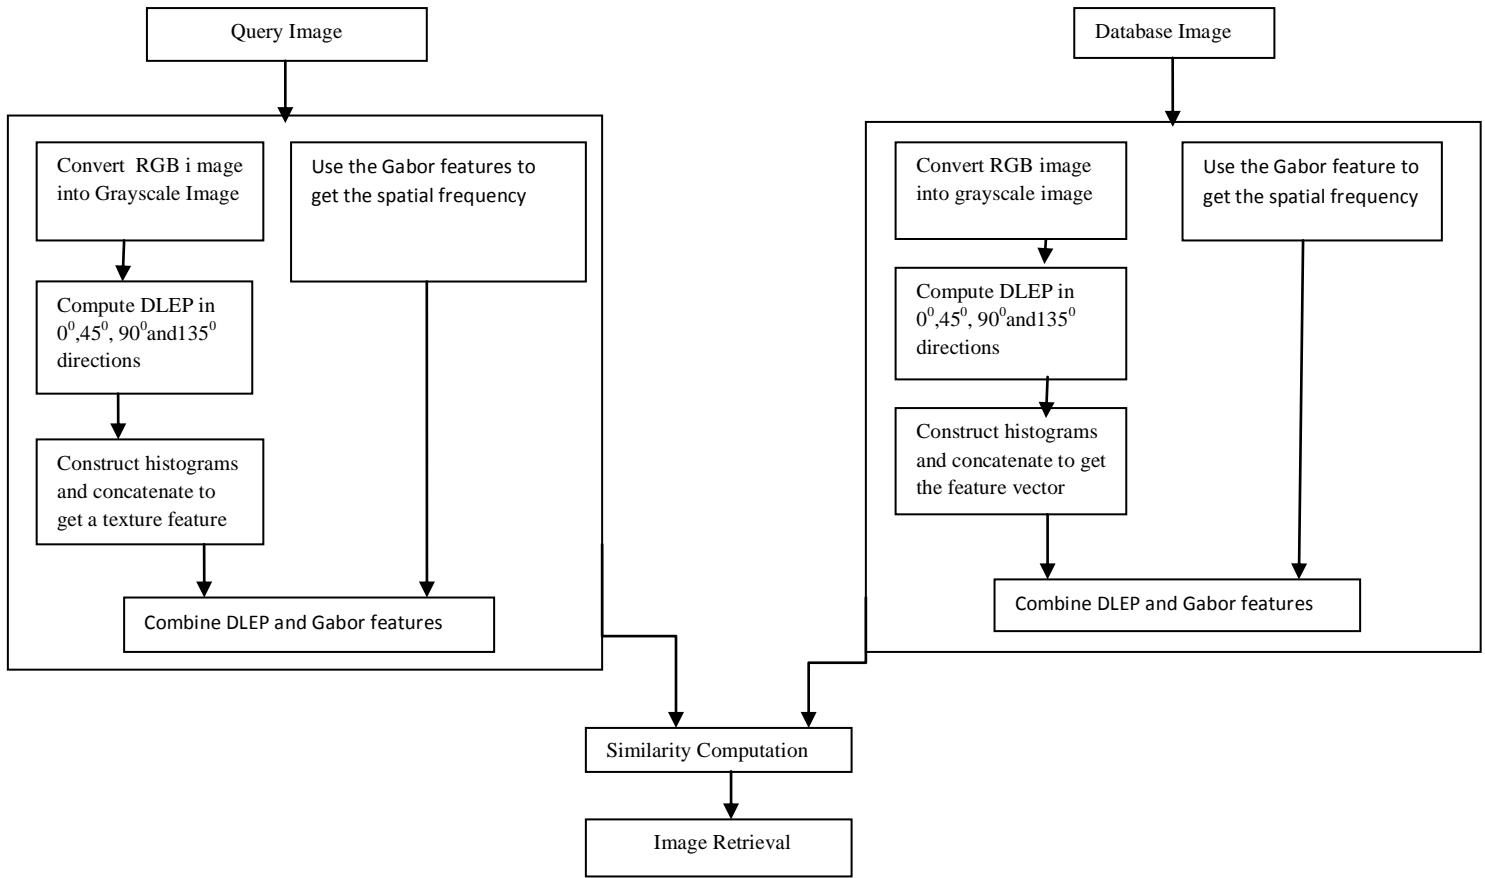 Query Image
Database Image
Convert RGB i mage
into Grayscale Image
Use the Gabor features to
get the spatial frequency
Compute DLEP in
0⁰,45⁰, 90⁰and135⁰
directions
Construct histograms
and concatenate to
get a texture feature
Combine DLEP and Gabor features
Convert RGB image
into grayscale image
Use the Gabor feature to
get the spatial frequency
Compute DLEP in
0⁰,45⁰, 90⁰and135⁰
directions
Construct histograms
and concatenate to get
the feature vector
Combine DLEP and Gabor features
Similarity Computation
Image Retrieval